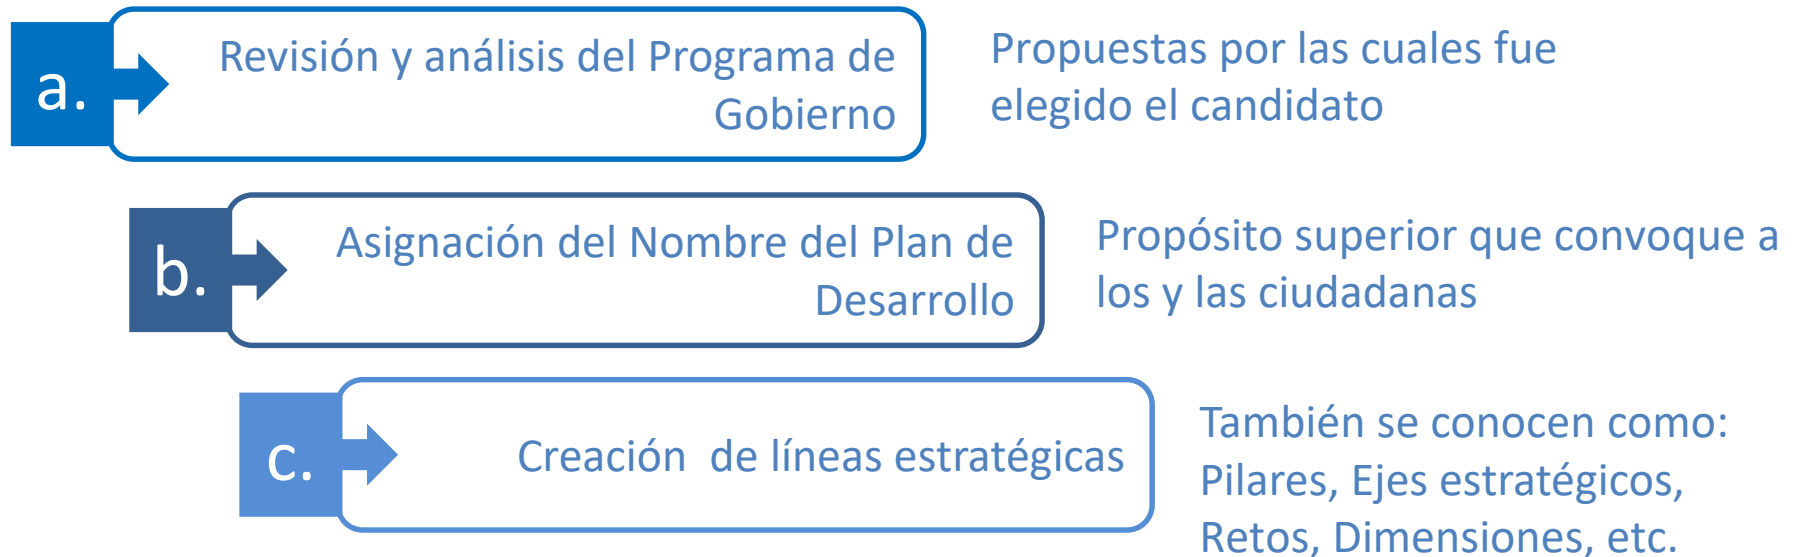 a.
Revisión y análisis del Programa de
Gobierno
Propuestas por las cuales fue
elegido el candidato
b.
Asignación del Nombre del Plan de
Desarrollo
Propósito superior que convoque a
los y las ciudadanas
c.
Creación  de líneas estratégicas
También se conocen como:
Pilares, Ejes estratégicos,
Retos, Dimensiones, etc.